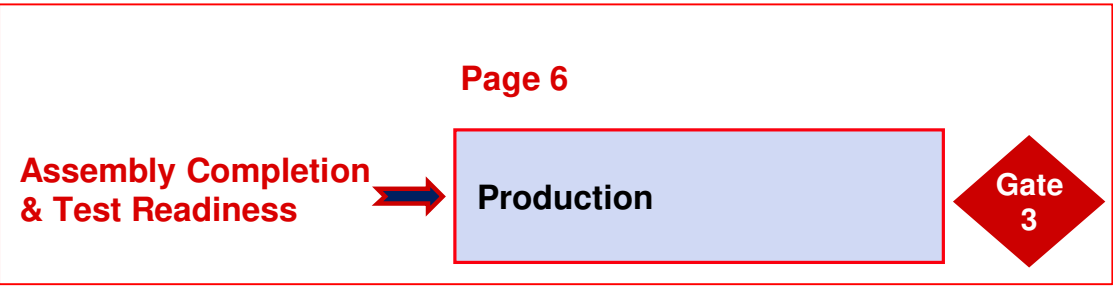 Page 6
Assembly Completion
& Test Readiness
Production
Gate
3